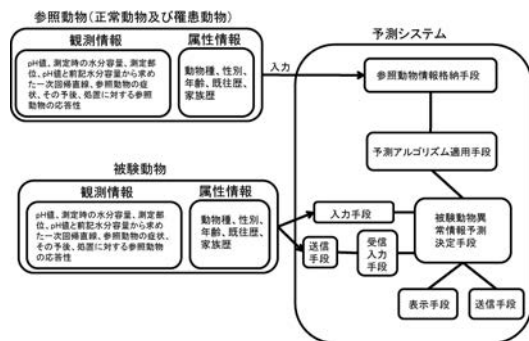 参照動物(正常動物及び罹患動物)
観測情報
pH値、測定時の水分容量、測定部
位、pH値と前記水分容量から求め
た一次回帰直線、参照動物の症
状、その予後、処置に対する参照
動物の応答性
属性情報
動物種、性別、
年齢、既往歴、
家族歴
入力
予測システム
参照動物情報格納手段
予測アルゴリズム適用手段
被験動物
観測情報
pH値、測定時の水分容量、測定部
位、pH値と前記水分容量から求め
た一次回帰直線、参照動物の症
状、その予後、処置に対する参照動物
の応答性
属性情報
動物種、性別、
年齢、既往歴、
家族歴
入力手段
送信
手段
受信
入力
手段
被験動物異
常情報予測
決定手段
表示手段
送信手段